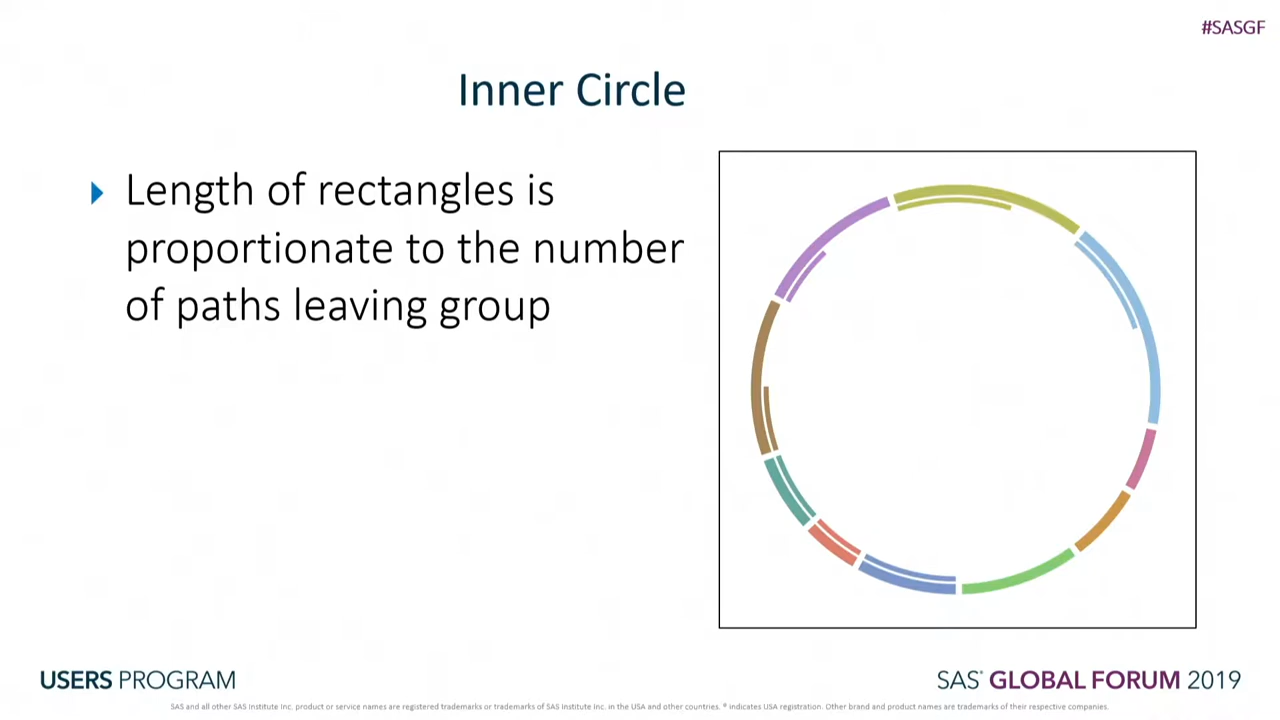 #SASGF
Inner Circle
Length of rectangles is
proportionate to the number
of paths leaving group
USERS PROGRAM
SAS® GLOBAL FORUM 2019
SAS and all other SAS Institute Inc. product or service names are registered trademarks or trademarks of SAS Institute Inc. in the USA and other countries. ® indicates USA registration. Other brand and product names are trademarks of their respective companies.